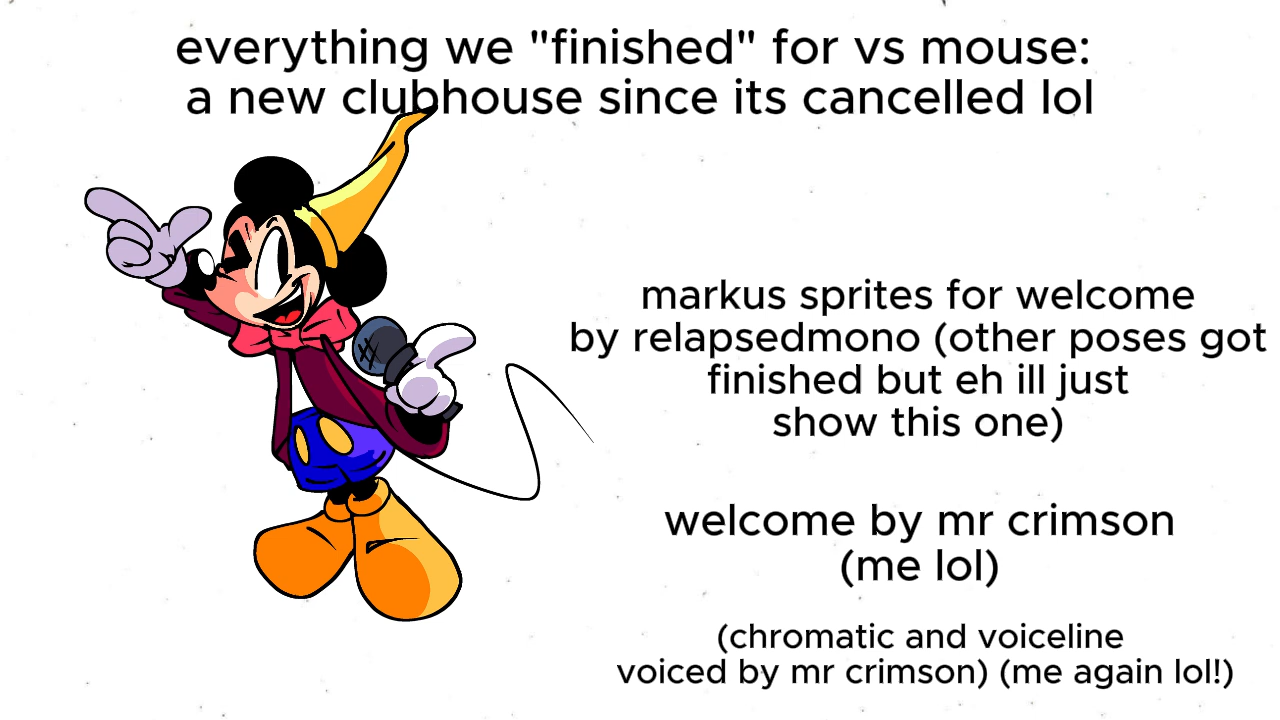 everything we "finished" for vs mouse:
a new clubhouse since its cancelled lol
markus sprites for welcome
by relapsedmono (other poses got
finished but eh ill just
show this one)
welcome by mr crimson
(me lol)
(chromatic and voiceline
voiced by mr crimson) (me again lol!)